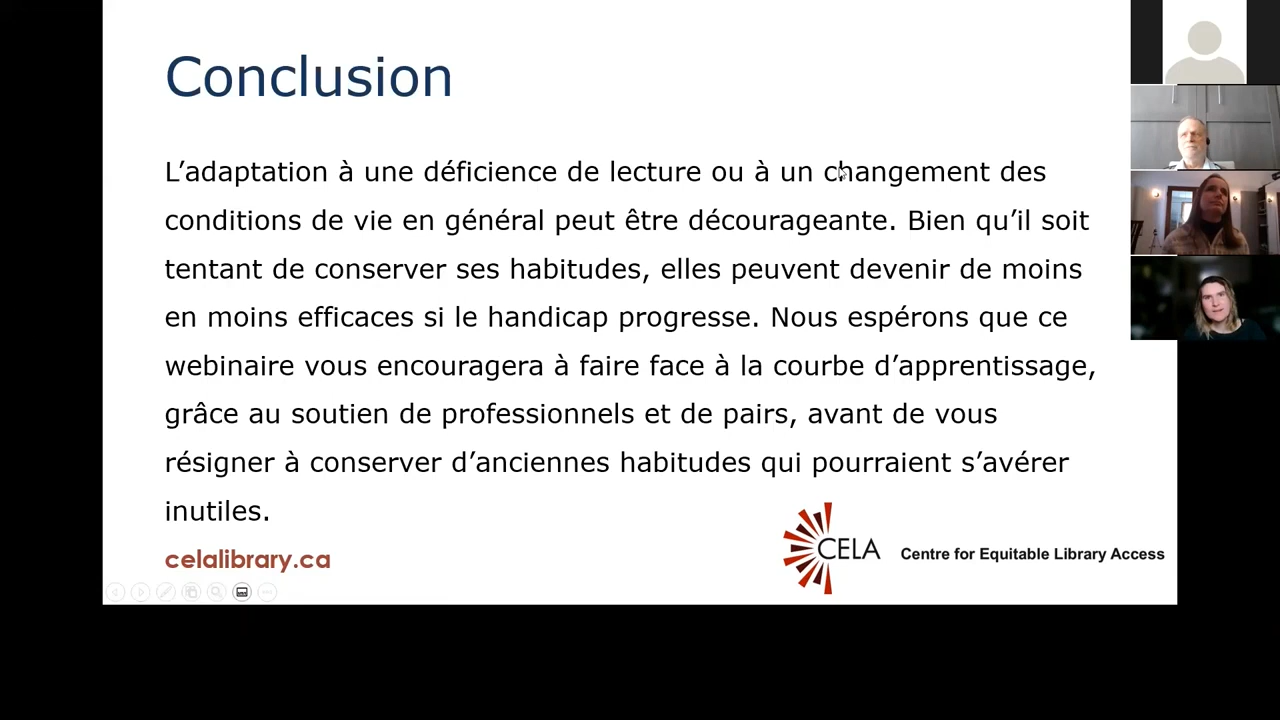 Conclusion
L’adaptation à une déficience de lecture ou à un changement des
conditions de vie en général peut être décourageante. Bien qu’il soit
tentant de conserver ses habitudes, elles peuvent devenir de moins
en moins efficaces si le handicap progresse. Nous espérons que ce
webinaire vous encouragera à faire face à la courbe d’apprentissage,
grâce au soutien de professionnels et de pairs, avant de vous
résigner à conserver d’anciennes habitudes qui pourraient s’avérer
inutiles.
celalibrary.ca
CELA
Centre for Equitable Library Access